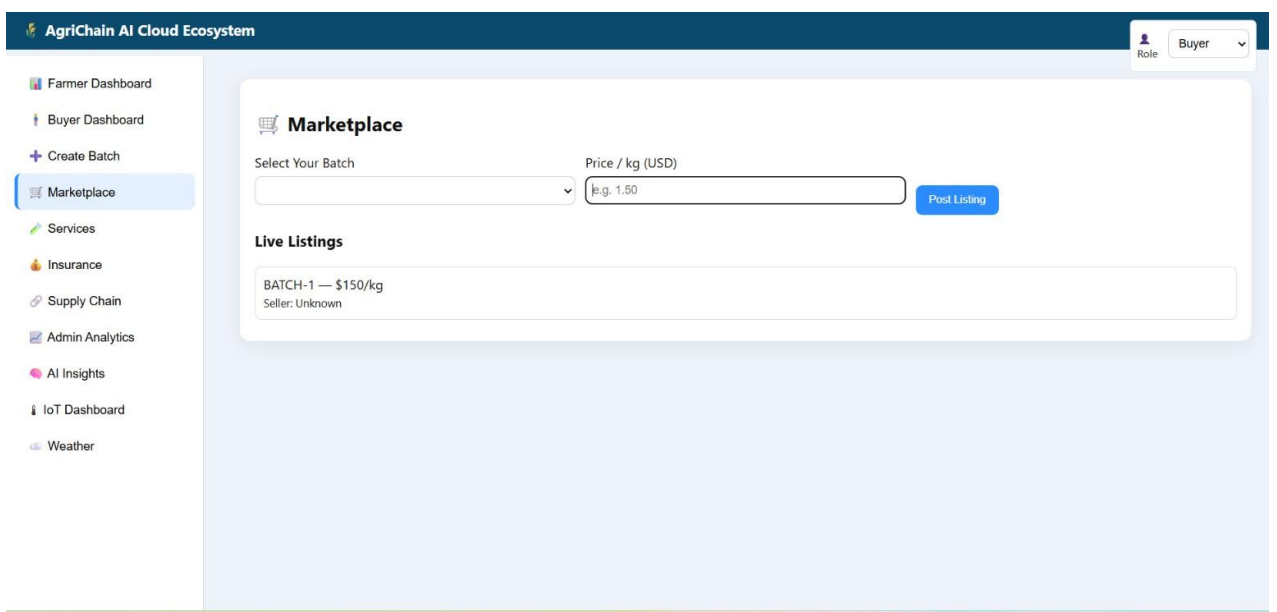 AgriChain AI Cloud Ecosystem
Role
Buyer
Farmer Dashboard
Buyer Dashboard
Create Batch
Marketplace
Services
Insurance
Supply Chain
Admin Analytics
AI Insights
IoT Dashboard
Weather
Marketplace
Select Your Batch
Price / kg (USD)
e.g. 1.50
Post Listing
Live Listings
BATCH-1 — $150/kg
Seller: Unknown